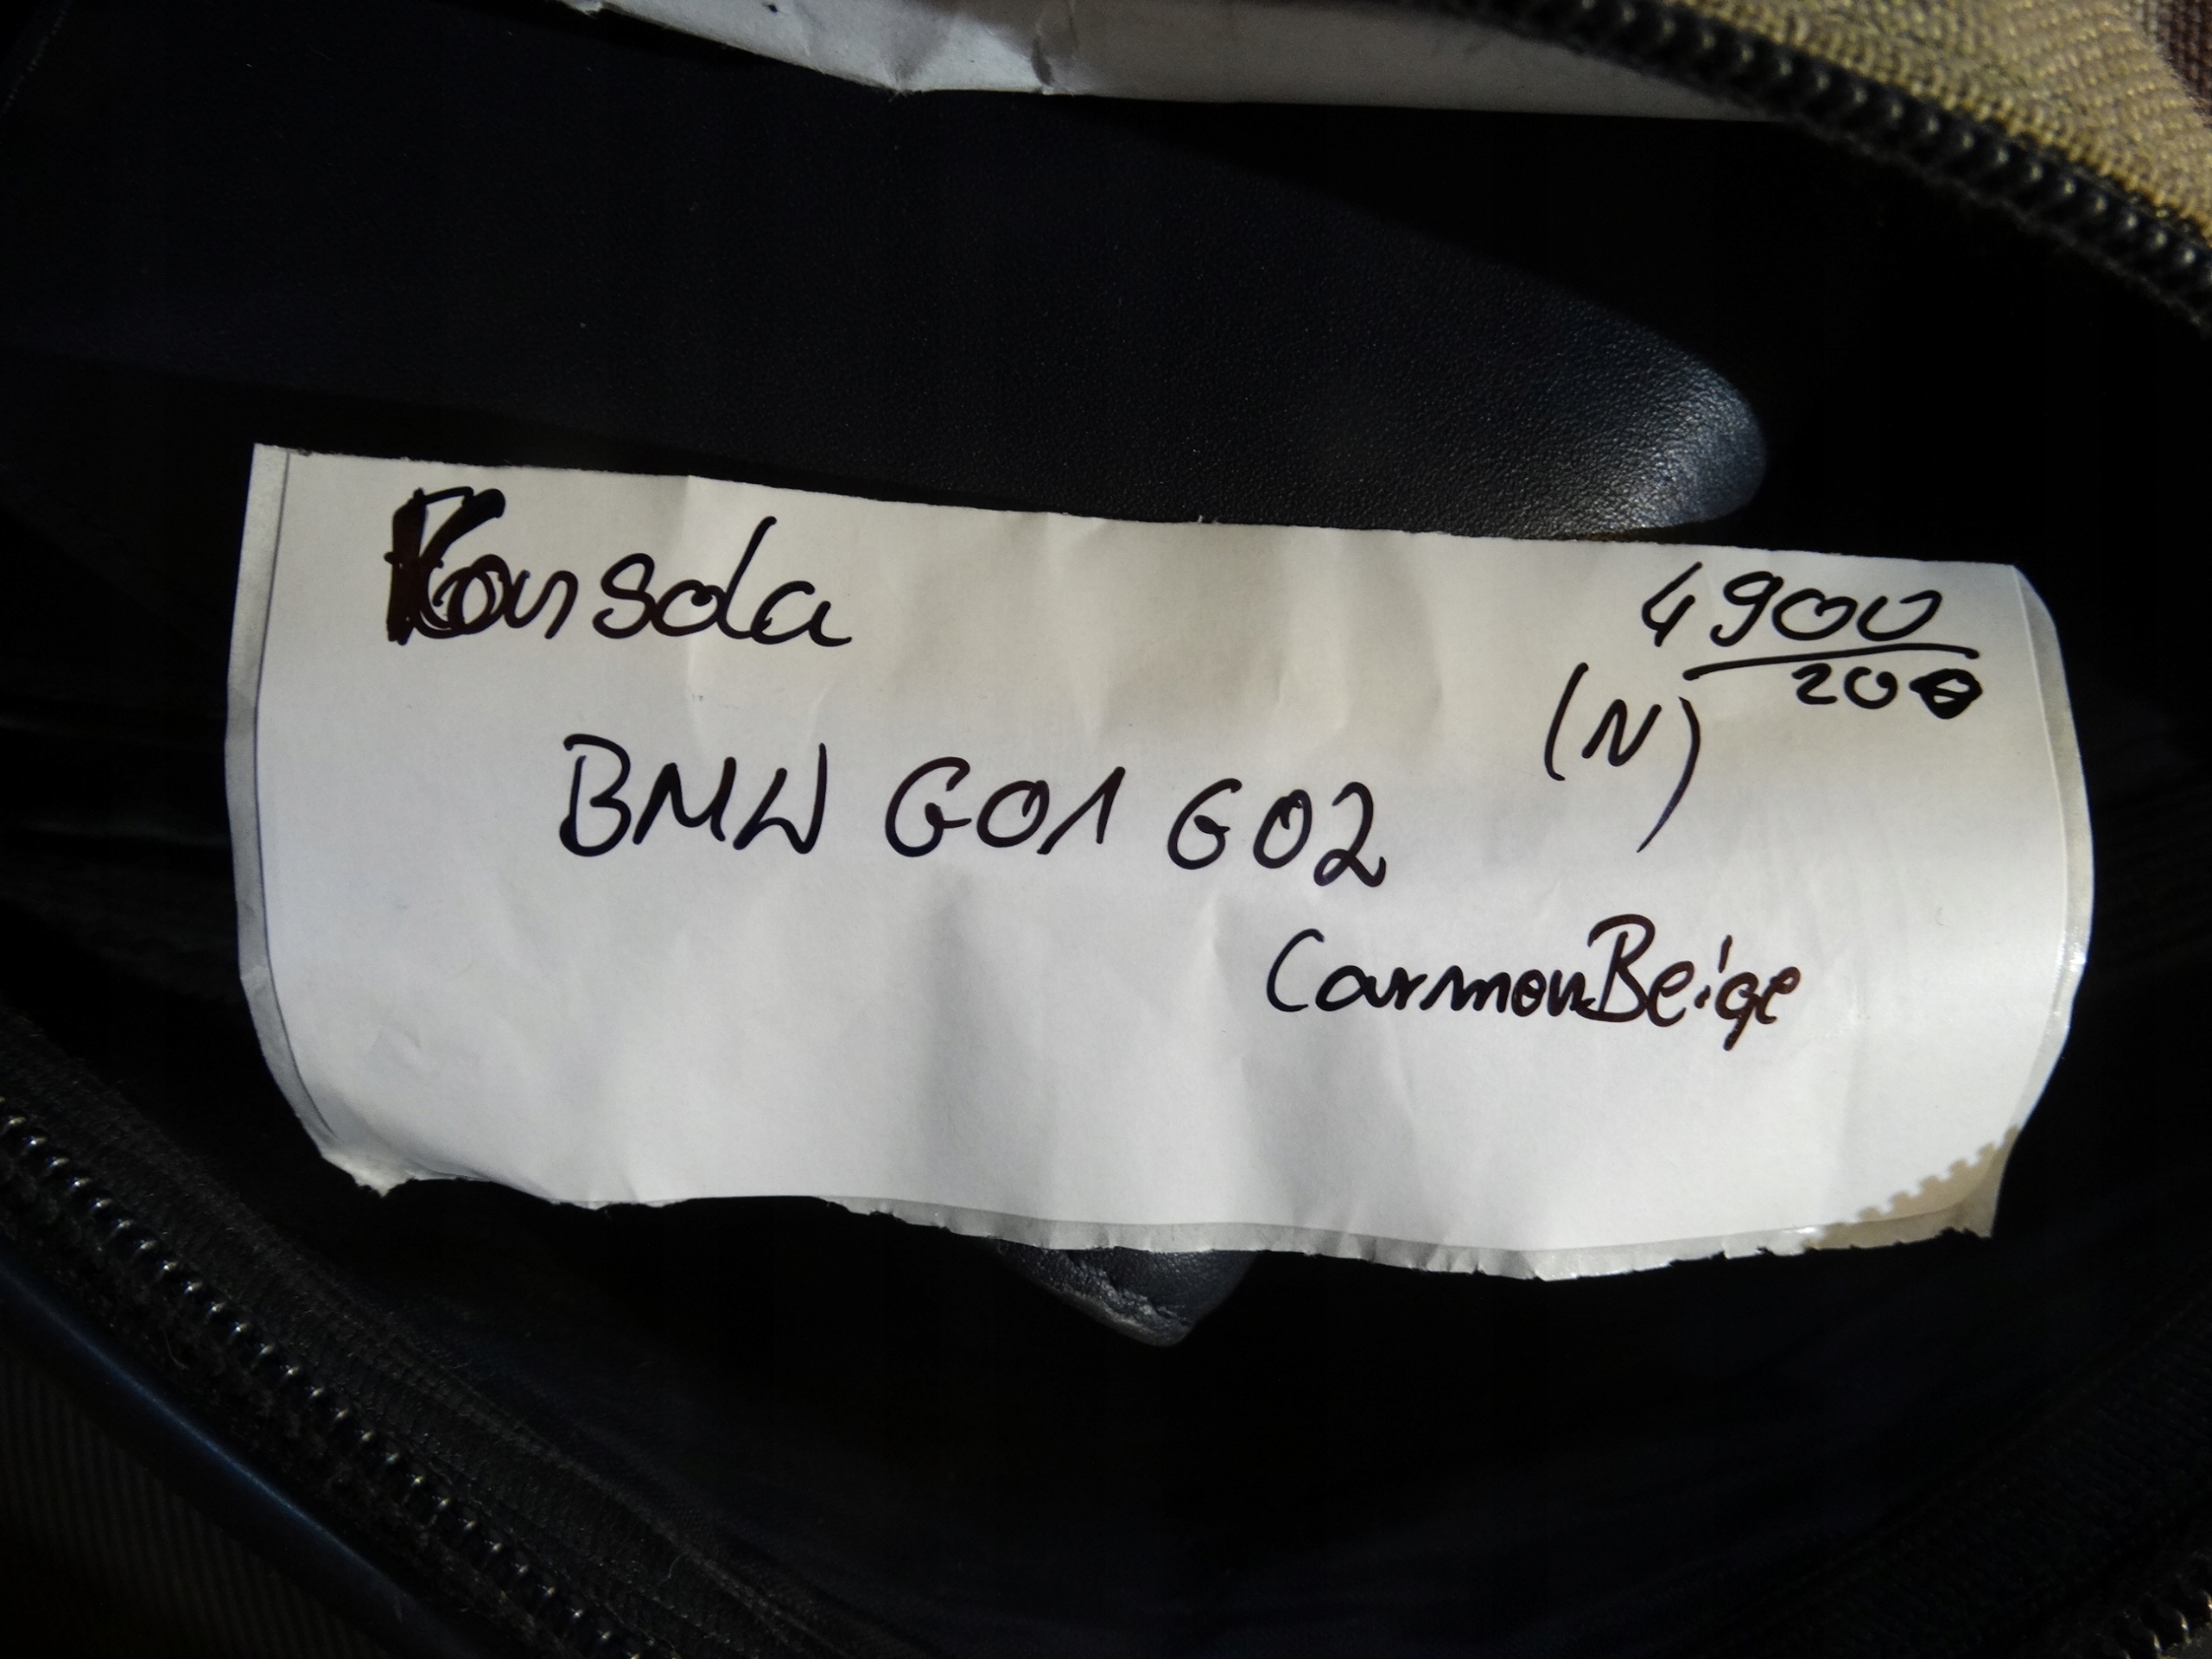 Konsola
4900
200
(N)
BMW G01 G02
CarmonBeige